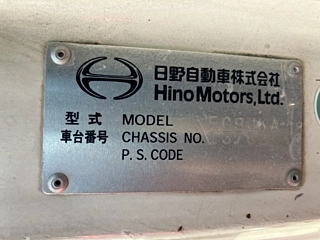 日野自動車株式会社
Hino Motors, Ltd.
型式 MODEL
車台番号 CHASSIS NO.
P.S. CODE